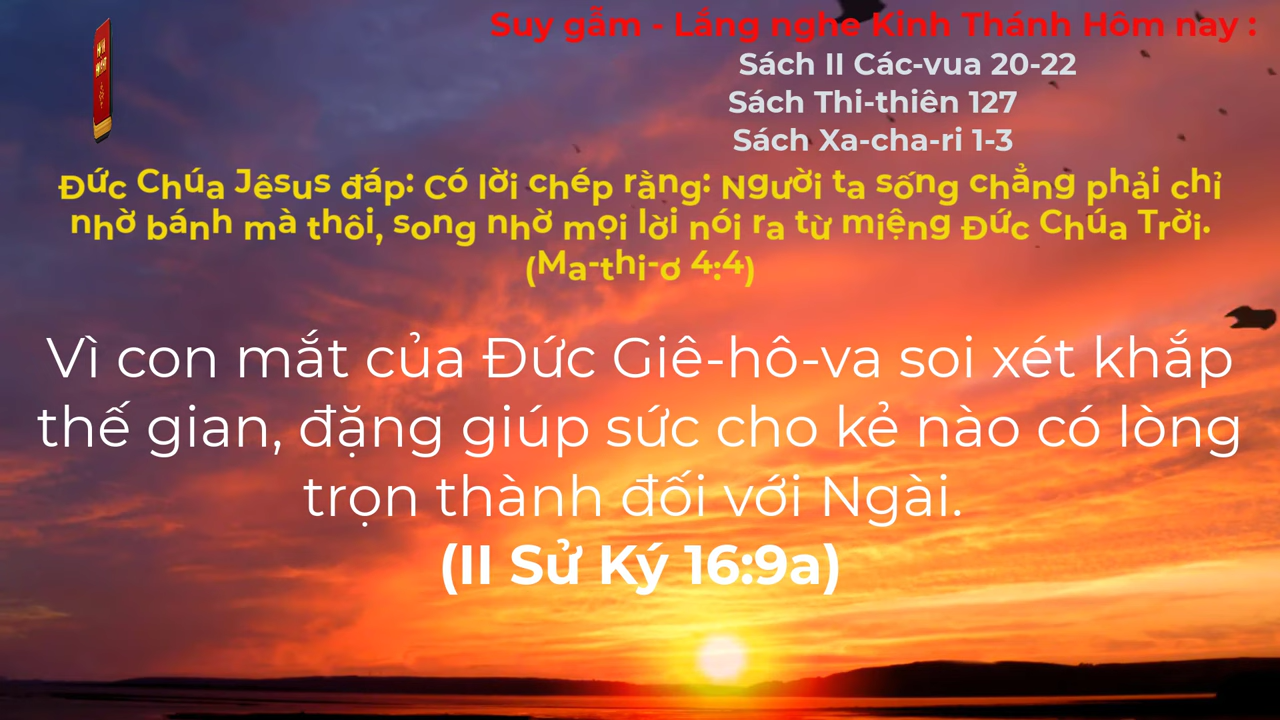 Suy gẫm - Lắng nghe Kinh Thánh Hôm nay :
Sách II Các-vua 20-22
Sách Thi-thiên 127
Sách Xa-cha-ri 1-3
Đức Chúa Jêsus đáp: Có lời chép rằng: Người ta sống chẳng phải chỉ
nhờ bánh mà thôi, song nhờ mọi lời nói ra từ miệng Đức Chúa Trời.
(Ma-thi-ơ 4:4)
Vì con mắt của Đức Giê-hô-va soi xét khắp
thế gian, đặng giúp sức cho kẻ nào có lòng
trọn thành đối với Ngài.
(II Sử Ký 16:9a)